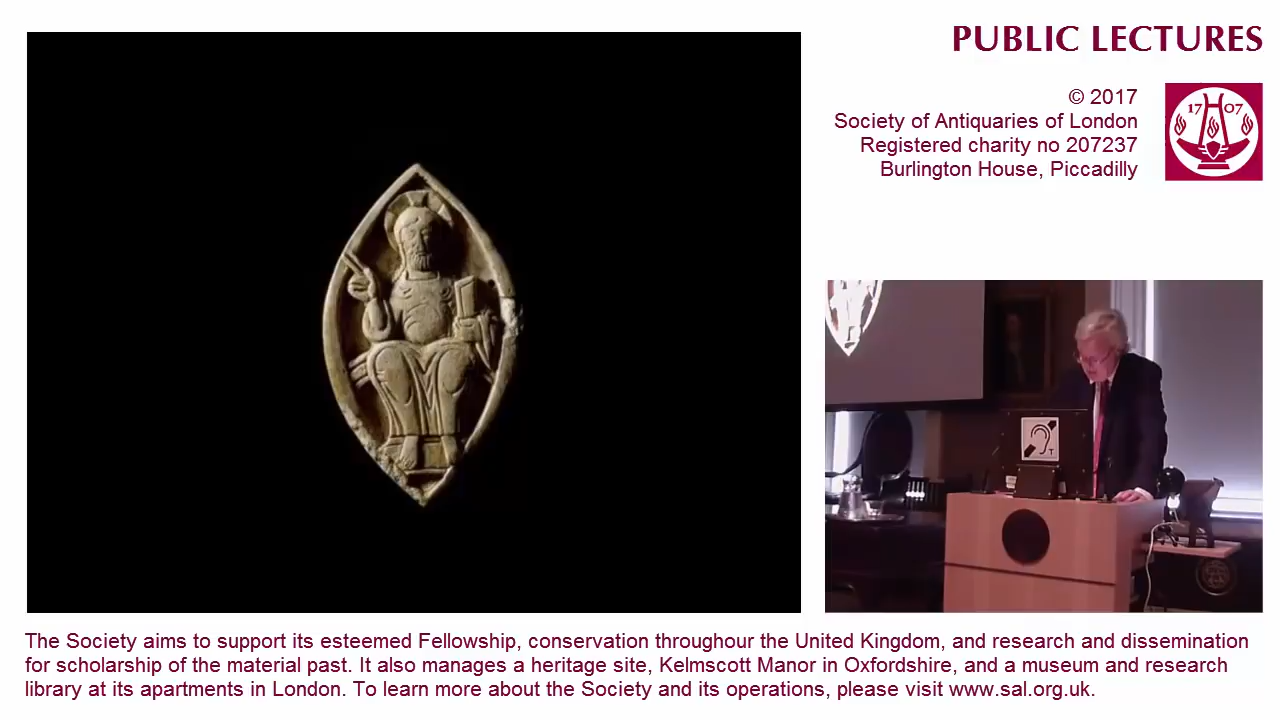 PUBLIC LECTURES
© 2017
Society of Antiquaries of London
Registered charity no 207237
Burlington House, Piccadilly
17 07
T
The Society aims to support its esteemed Fellowship, conservation throughour the United Kingdom, and research and dissemination
for scholarship of the material past. It also manages a heritage site, Kelmscott Manor in Oxfordshire, and a museum and research
library at its apartments in London. To learn more about the Society and its operations, please visit www.sal.org.uk.